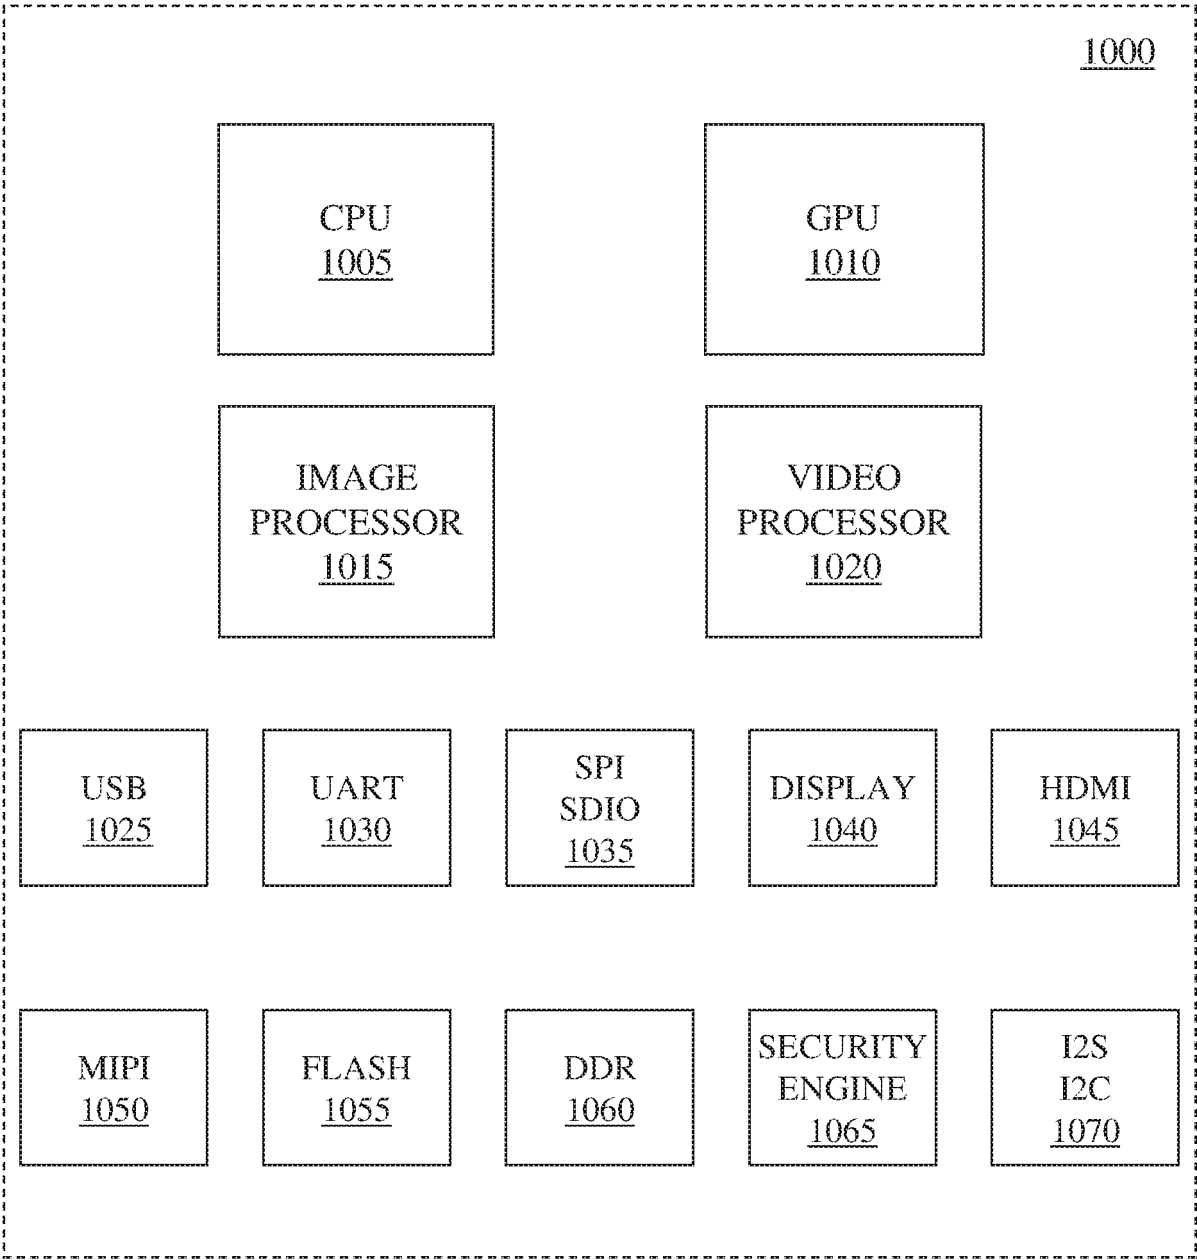 1000
CPU
1005
GPU
1010
IMAGE
PROCESSOR
1015
VIDEO
PROCESSOR
1020
USB
1025
UART
1030
SPI
SDIO
1035
DISPLAY
1040
HDMI
1045
MIPI
1050
FLASH
1055
DDR
1060
SECURITY
ENGINE
1065
I2S
I2C
1070